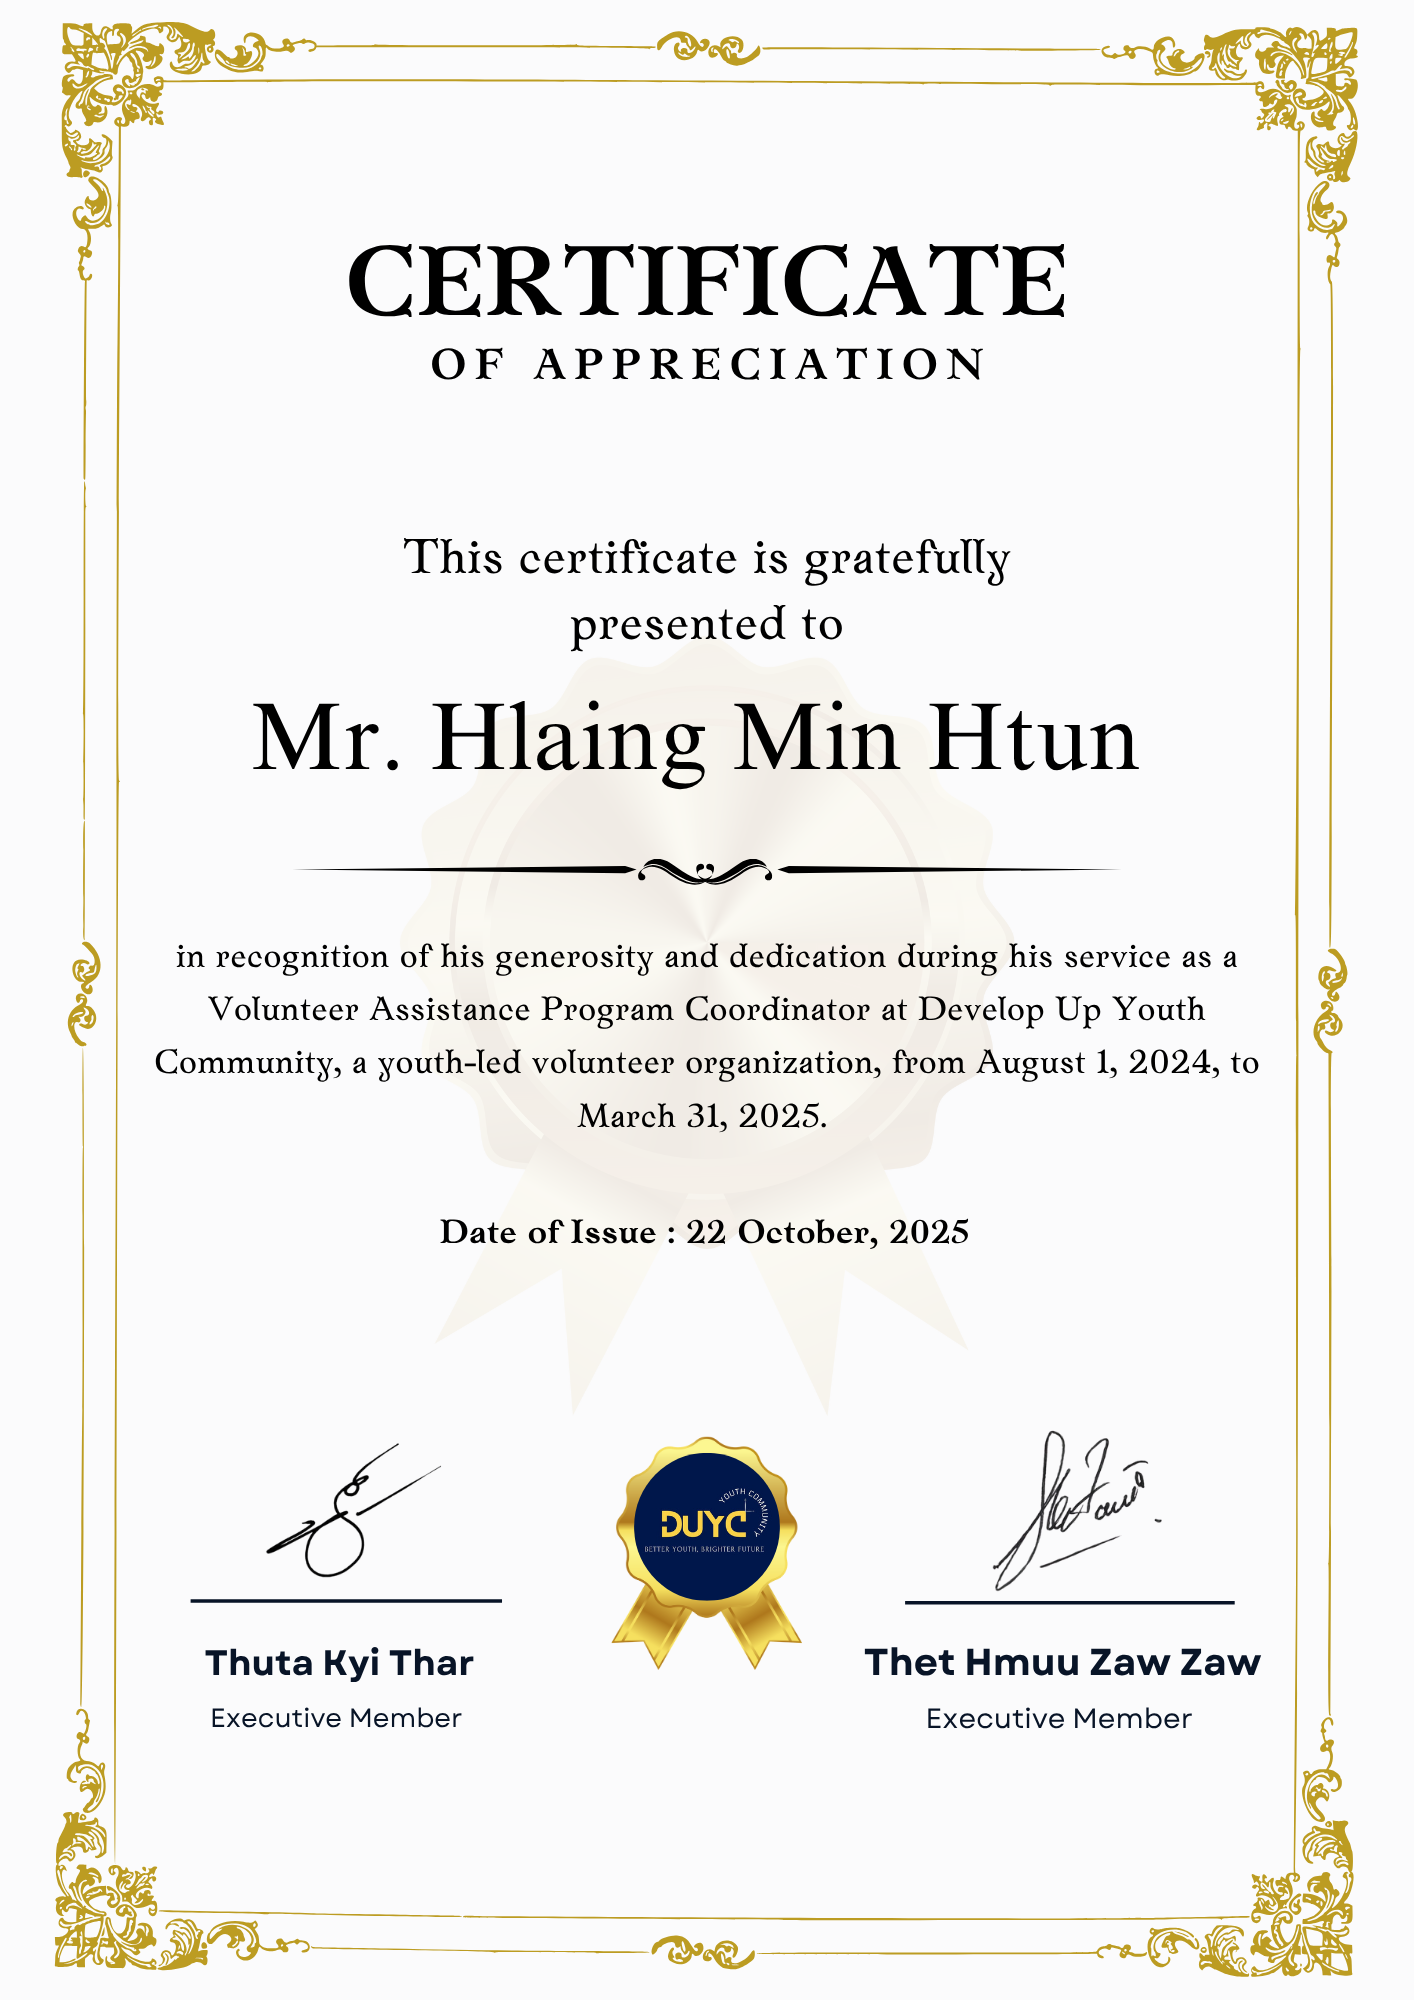 CERTIFICATE
OF APPRECIATION
This certificate is gratefully
presented to
Mr. Hlaing Min Htun
in recognition of his generosity and dedication during his service as a
Volunteer Assistance Program Coordinator at Develop Up Youth
Community, a youth-led volunteer organization, from August 1, 2024, to
March 31, 2025.
Date of Issue : 22 October, 2025
YOUTH COMMUNITY
DUYC
BETTER YOUTH, BRIGHTER FUTURE
Thuta Kyi Thar
Executive Member
Thet Hmuu Zaw Zaw
Executive Member